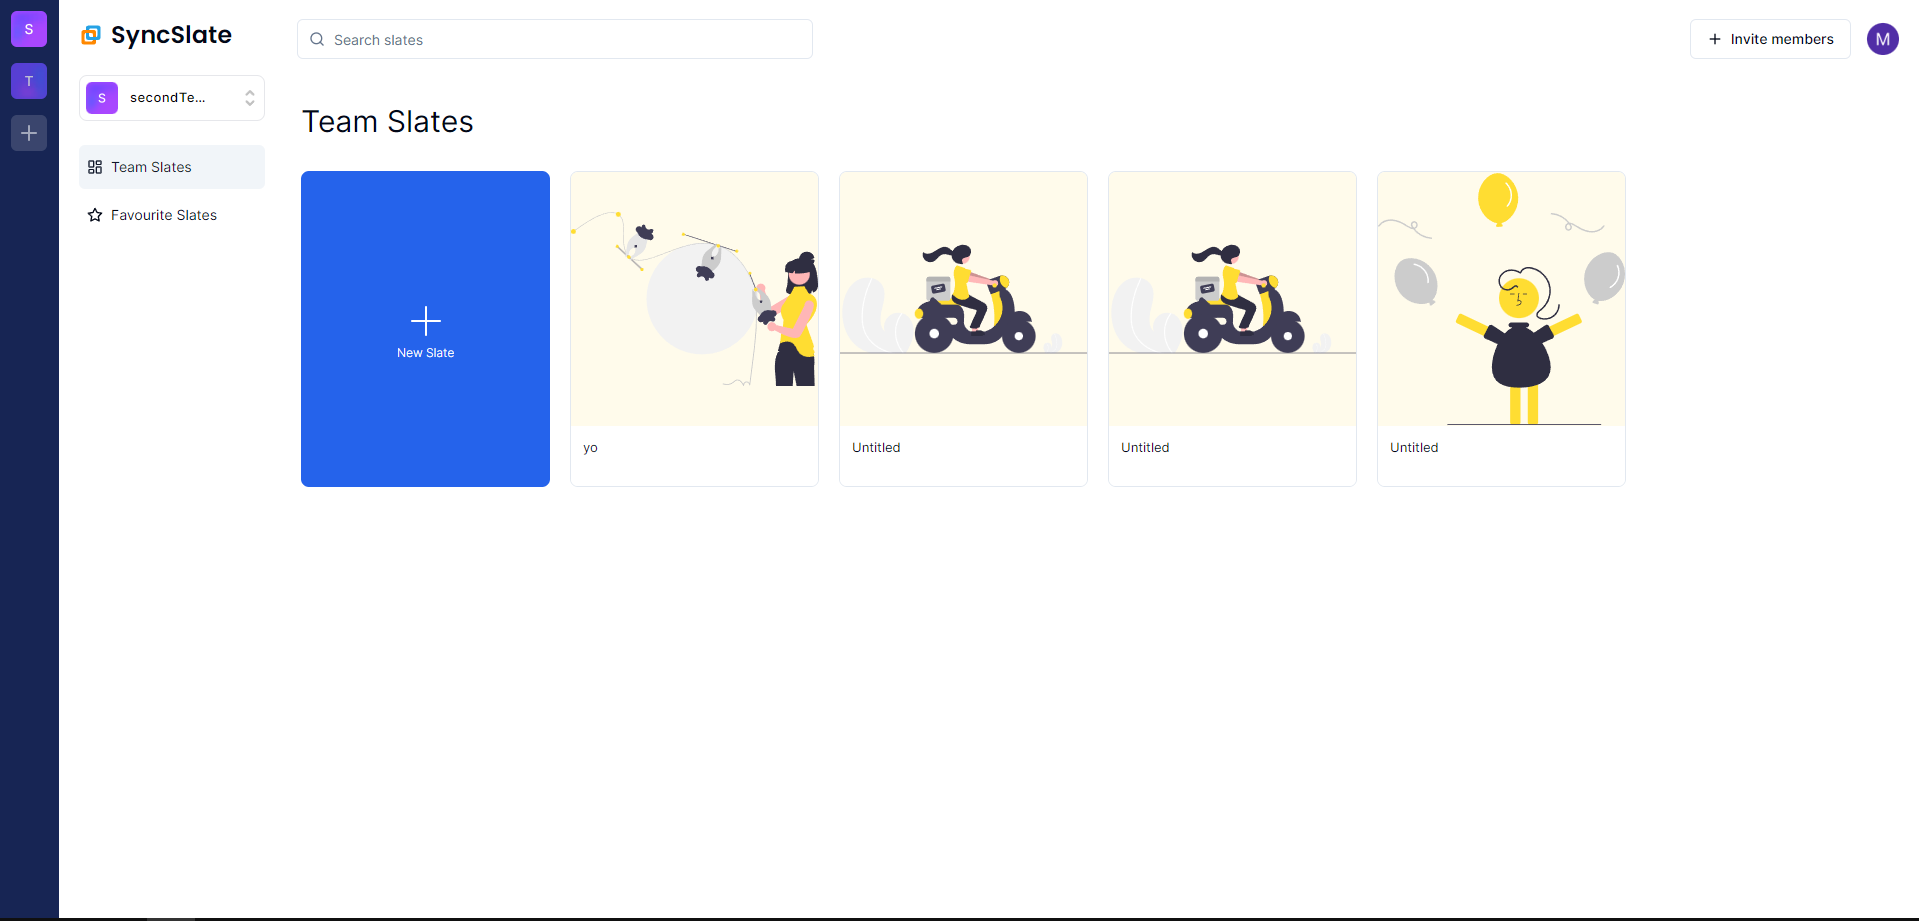 S
T
SyncSlate
S
secondTe...
Team Slates
Favourite Slates
Search slates
Invite members
M
Team Slates
New Slate
yo
Untitled
Untitled
Untitled